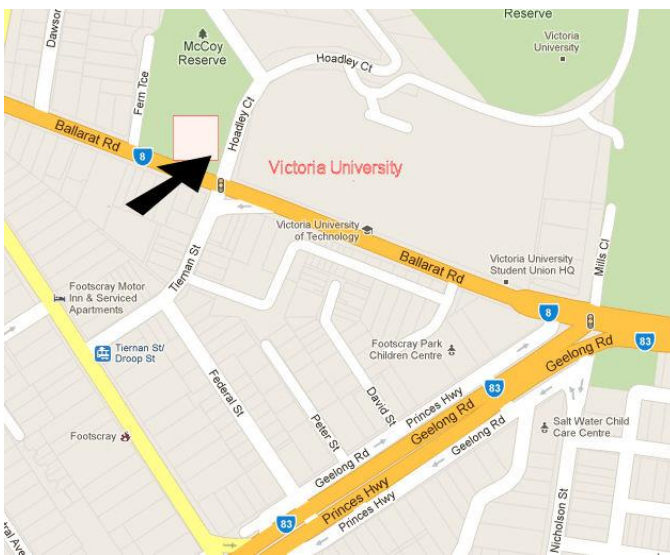 Reserve
Dawson
McCoy
Reserve
Hoadley Ct
Victoria
University
Fern Tce
Hoadley Ct
Ballarat Rd
8
Victoria University
Victoria University
of Technology
Mills Cl
Tiernan St
Ballarat Rd
Victoria University
Student Union HQ
Footscray Motor
Inn & Serviced
Apartments
8
83
Tiernan St/
Droop St
Footscray Park
Children Centre
Geelong Rd
Federal St
David St
Princes Hwy
83
Geelong Rd
Peter St
Salt Water Child
Care Centre
Footscray
Geelong Rd
Geelong Rd
Princes Hwy
Nicholson St
83
Princes Hwy